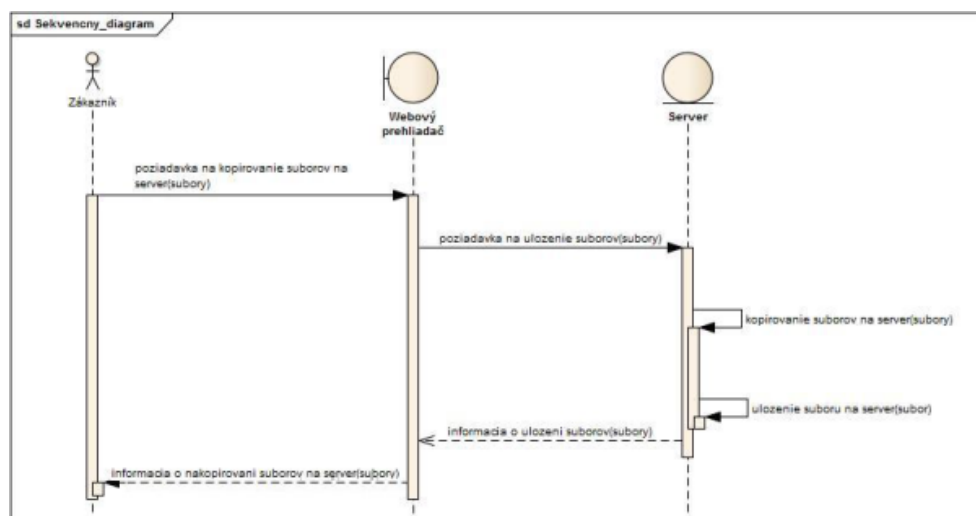 sd Sekvencny_diagram
Zákazník
Webový
prehliadač
Server
poziadavka na kopirovanie suborov na
server(subory)
poziadavka na ulozenie suborov(subory)
kopirovanie suborov na server(subory)
ulozenie suboru na server(subor)
informacia o ulozeni suborov(subory)
informacia o nakopirovani suborov na server(subory)